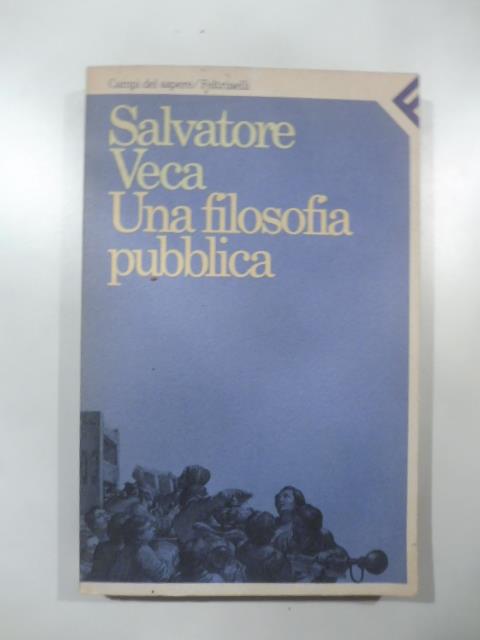 Campi del sapere/Feltrinelli
Salvatore
Veca
Una filosofia
pubblica